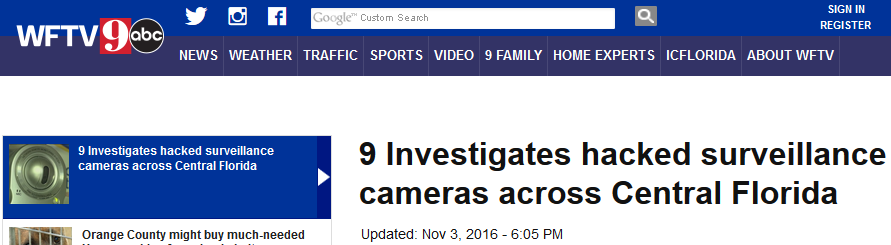 WFTV 9 abc
Google™ Custom Search
SIGN IN
REGISTER
NEWS WEATHER TRAFFIC SPORTS VIDEO 9 FAMILY HOME EXPERTS ICFLORIDA ABOUT WFTV
9 Investigates hacked surveillance
cameras across Central Florida
Orange County might buy much-needed
9 Investigates hacked surveillance
cameras across Central Florida
Updated: Nov 3, 2016 - 6:05 PM